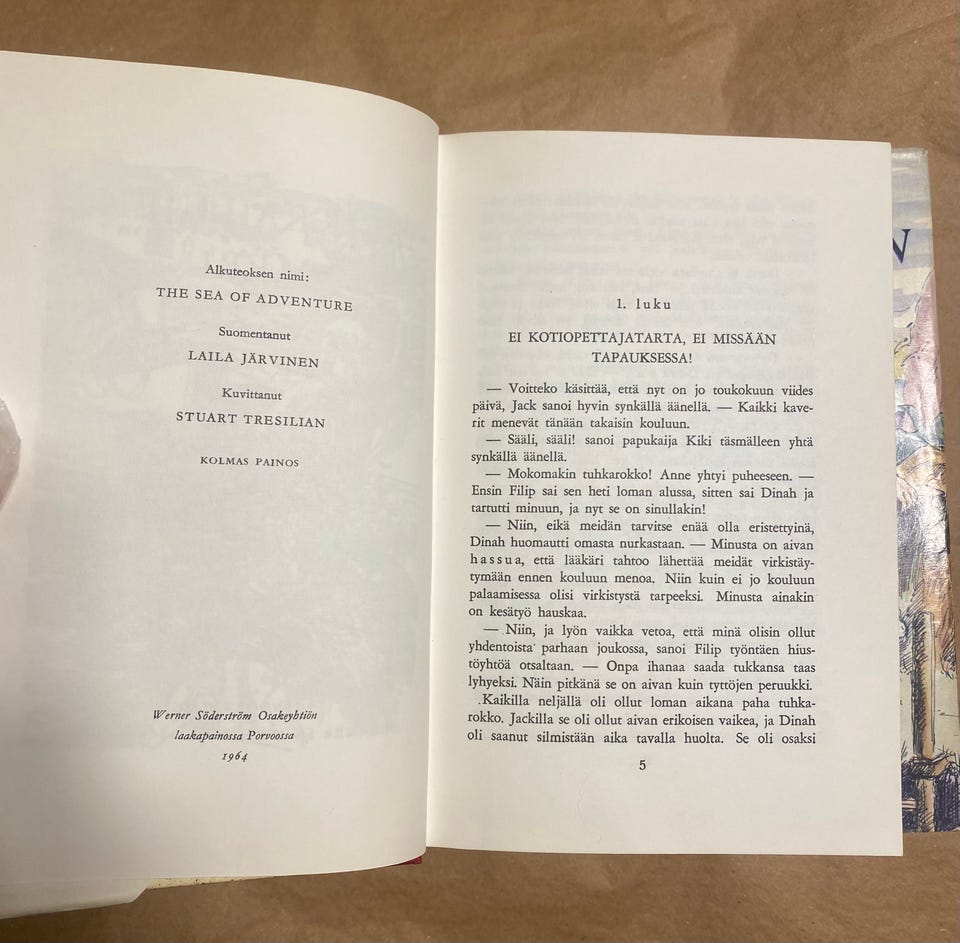 Alkuteoksen nimi:
THE SEA OF ADVENTURE
Suomentanut
LAILA JÄRVINEN
Kuvittanut
STUART TRESILIAN
KOLMAS PAINOS
Werner Söderström Osakeyhtiön
laakapainossa Porvoossa
1964
1. luku
EI KOTIOPETTAJATARTA, EI MISSÄÄN
TAPAUKSESSA!
— Voitteko käsittää, että nyt on jo toukokuun viides
päivä, Jack sanoi hyvin synkällä äänellä. — Kaikki kave-
rit menevät tänään takaisin kouluun.
— Sääli, sääli! sanoi papukaija Kiki täsmälleen yhtä
synkällä äänellä.
— Mokomakin tuhkarokko! Anne yhtyi puheeseen. —
Ensin Filip sai sen heti loman alussa, sitten sai Dinah ja
tartutti minuun, ja nyt se on sinullakin!
— Niin, eikä meidän tarvitse enää olla eristettyinä,
Dinah huomautti omasta nurkastaan. — Minusta on aivan
hassua, että lääkäri tahtoo lähettää meidät virkistäy-
tymään ennen kouluun menoa. Niin kuin ei jo kouluun
palaamisessa olisi virkistystä tarpeeksi. Minusta ainakin
on kesätyö hauskaa.
— Niin, ja lyön vaikka vetoa, että minä olisin ollut
yhdentoista parhaan joukossa, sanoi Filip työntäen hius-
töyhtöä otsaltaan. — Onpa ihanaa saada tukkansa taas
lyhyeksi. Näin pitkänä se on aivan kuin tyttöjen peruukki.
Kaikilla neljällä oli ollut loman aikana paha tuhka-
rokko. Jackilla se oli ollut aivan erikoisen vaikea, ja Dinah
oli saanut silmistään aika tavalla huolta. Se oli osaksi
5
N